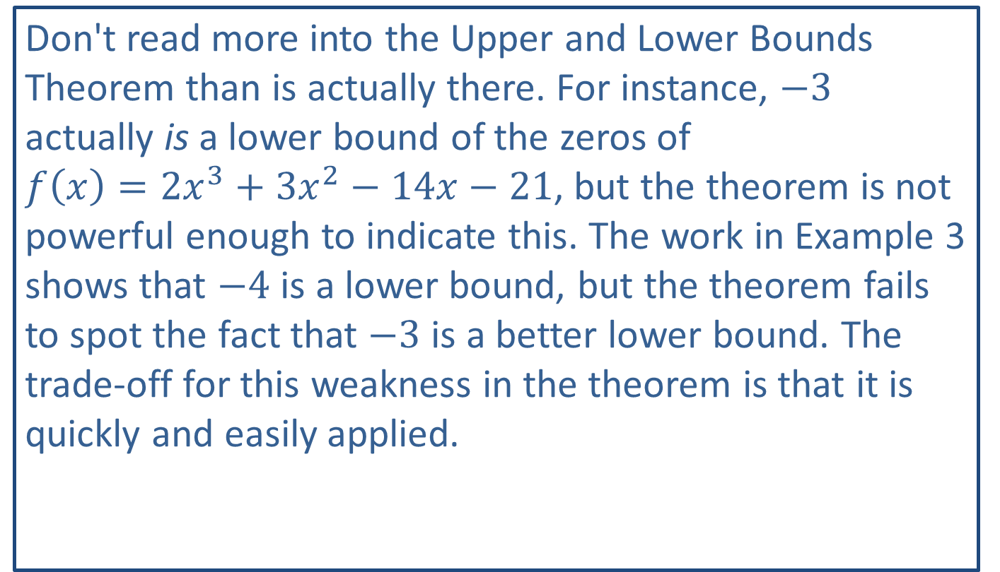 Don't read more into the Upper and Lower Bounds
Theorem than is actually there. For instance, −3
actually is a lower bound of the zeros of
f(x) = 2x³ + 3x² − 14x − 21, but the theorem is not
powerful enough to indicate this. The work in Example 3
shows that −4 is a lower bound, but the theorem fails
to spot the fact that −3 is a better lower bound. The
trade-off for this weakness in the theorem is that it is
quickly and easily applied.